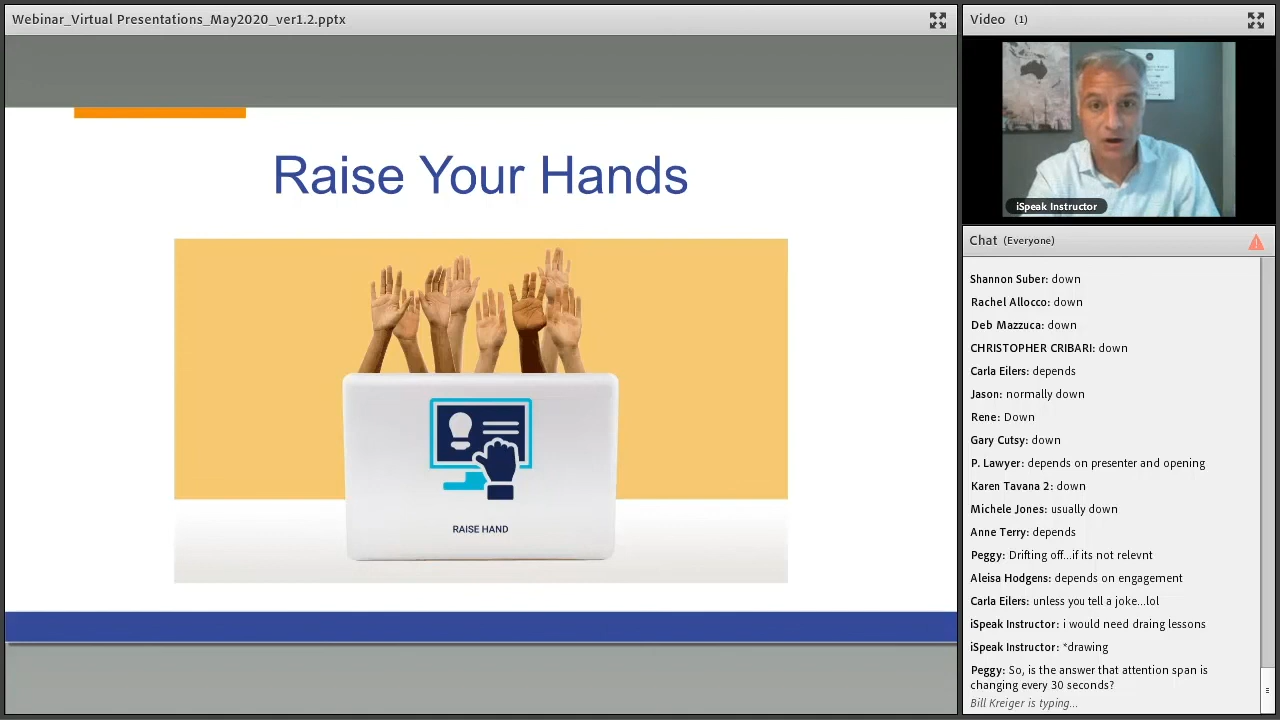 Webinar_Virtual Presentations_May2020_ver1.2.pptx
Raise Your Hands
RAISE HAND
Video (1)
iSpeak Instructor
Chat (Everyone)
Shannon Suber: down
Rachel Allocco: down
Deb Mazzuca: down
CHRISTOPHER CRIBARI: down
Carla Eilers: depends
Jason: normally down
Rene: Down
Gary Cutsy: down
P. Lawyer: depends on presenter and opening
Karen Tavana 2: down
Michele Jones: usually down
Anne Terry: depends
Peggy: Drifting off...if its not relevnt
Aleisa Hodgens: depends on engagement
Carla Eilers: unless you tell a joke...lol
iSpeak Instructor: i would need draing lessons
iSpeak Instructor: *drawing
Peggy: So, is the answer that attention span is
changing every 30 seconds?
Bill Kreiger is typing...